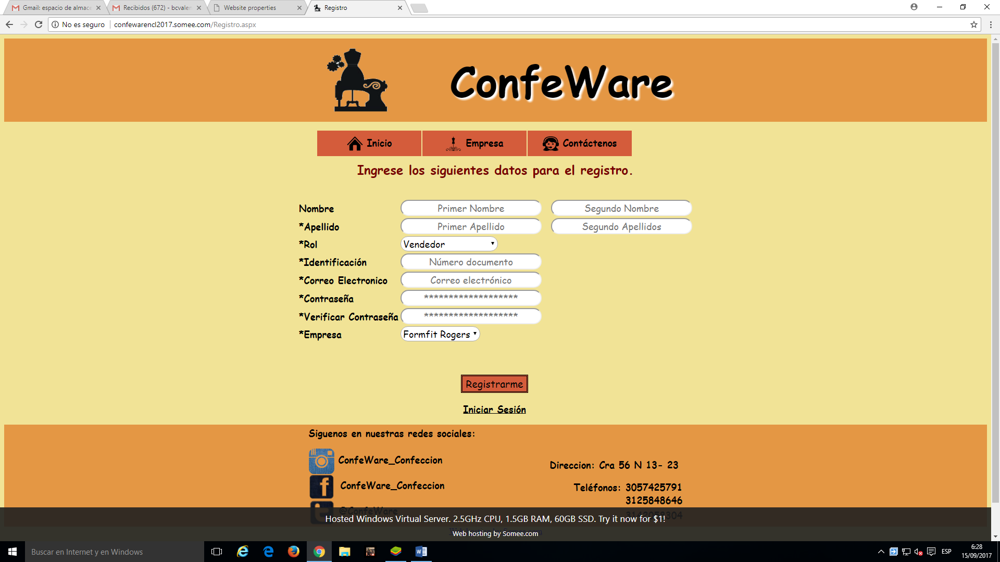 Gmail: espacio de almace
Recibidos (672) - bcvalen
Website properties
Registro
No es seguro
confewarencl2017.somee.com/Registro.aspx
ConfeWare
Inicio
Empresa
Contáctenos
Ingrese los siguientes datos para el registro.
Nombre
Primer Nombre
Segundo Nombre
*Apellido
Primer Apellido
Segundo Apellidos
*Rol
Vendedor
*Identificación
Número documento
*Correo Electronico
Correo electrónico
*Contraseña
*******************
*Verificar Contraseña
*******************
*Empresa
Formfit Rogers
Registrarme
Iniciar Sesión
Siguenos en nuestras redes sociales:
ConfeWare_Confeccion
ConfeWare_Confeccion
@ConfeWare
Direccion: Cra 56 N 13- 23
Teléfonos: 3057425791
3125848646
Hosted Windows Virtual Server. 2.5GHz CPU, 1.5GB RAM, 60GB SSD. Try it now for $1!
Web hosting by Somee.com
Buscar en Internet y en Windows
ESP
6:28
15/09/2017